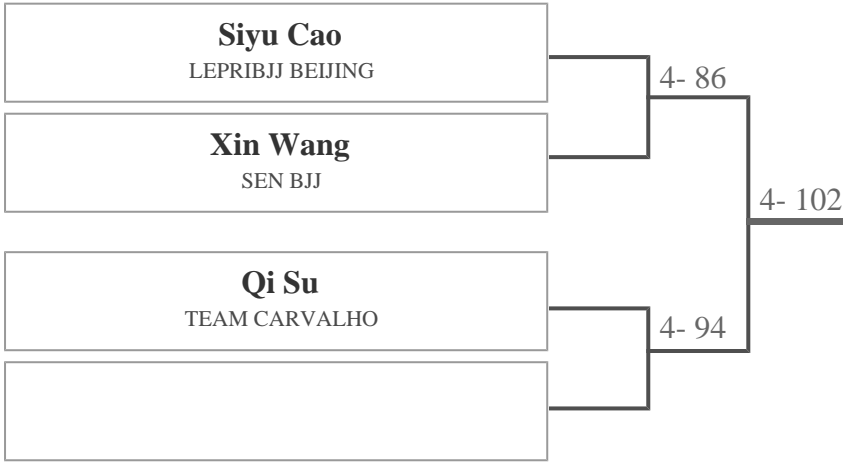 Siyu Cao
LEPRIBJJ BEIJING
4- 86
Xin Wang
SEN BJJ
4- 102
Qi Su
TEAM CARVALHO
4- 94